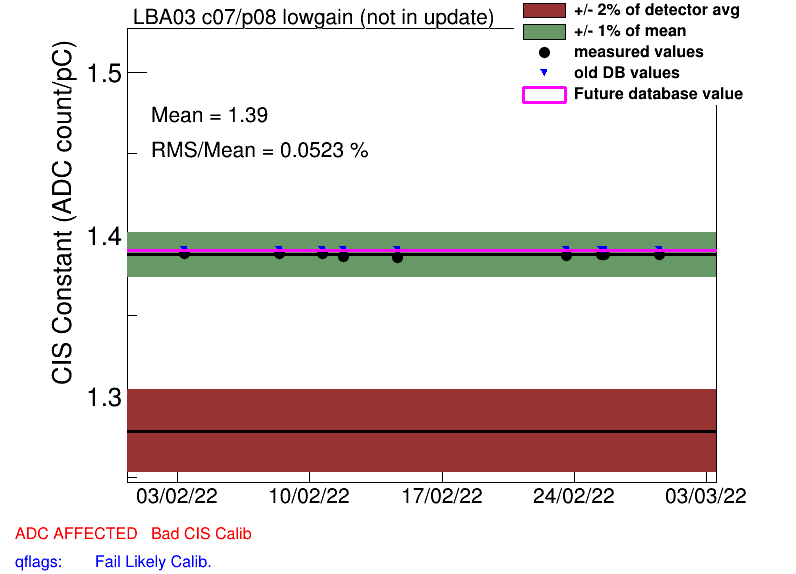 LBA03 c07/p08 lowgain (not in update)
+/- 2% of detector avg
+/- 1% of mean
measured values
old DB values
Future database value
CIS Constant (ADC count/pC)
1.5
Mean = 1.39
RMS/Mean = 0.0523 %
1.4
1.3
03/02/22 10/02/22 17/02/22 24/02/22 03/03/22
ADC AFFECTED Bad CIS Calib
qflags: Fail Likely Calib.